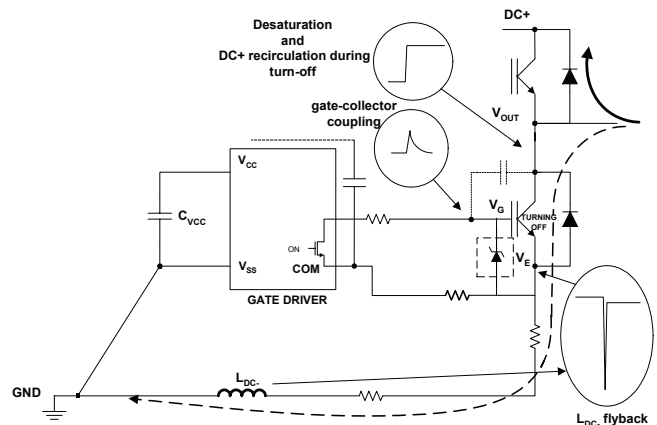 Desaturation
and
DC+ recirculation during
turn-off
DC+
gate-collector
coupling
VOUT
VCC
CVCC
VG
TURNING
OFF
ON
VE
VSS
COM
GATE DRIVER
LDC-
GND
LDC- flyback